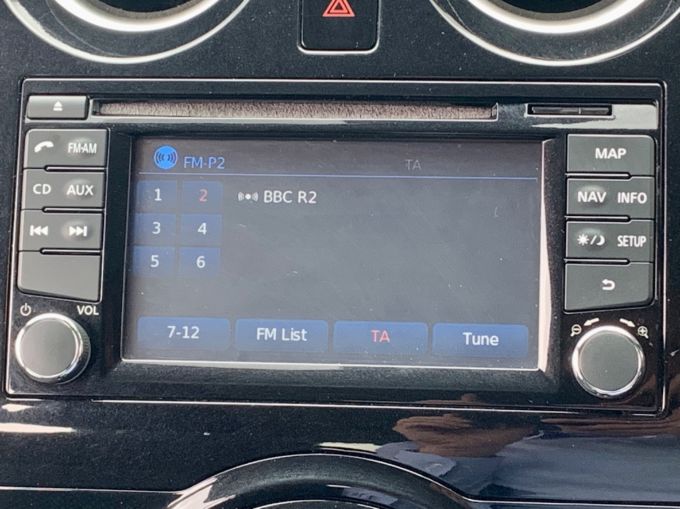 FM-P2 TA
FM-AM
MAP
1 2 BBC R2
CD AUX
NAV INFO
3 4
SETUP
5 6
VOL
7-12 FM List TA Tune